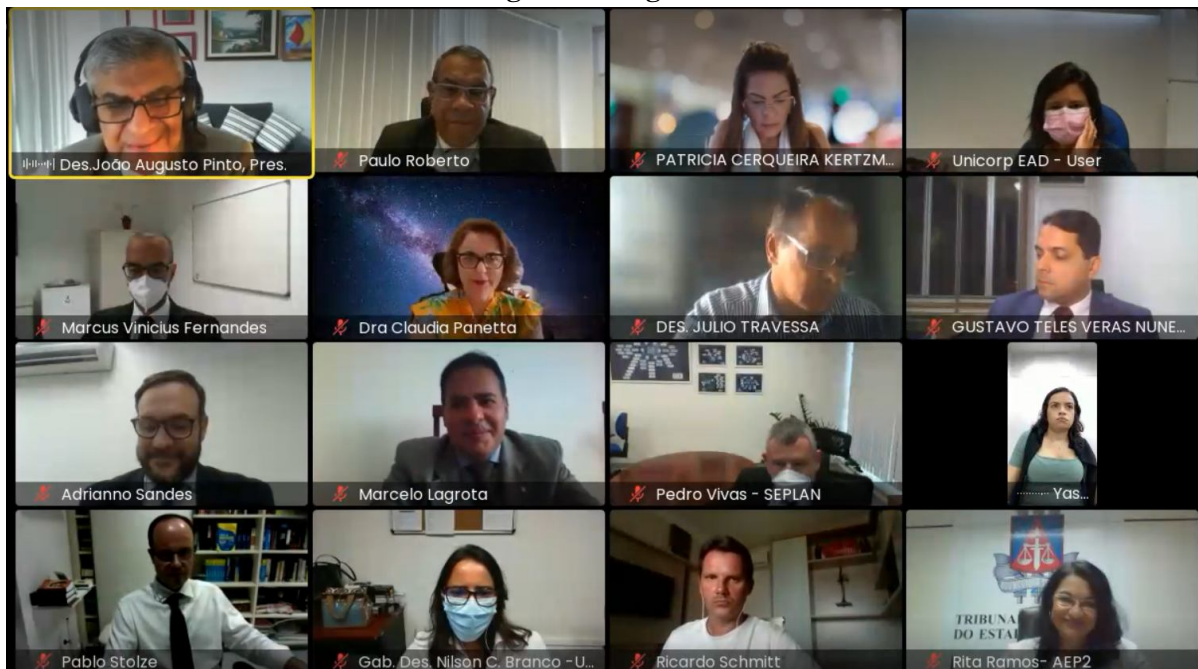 Des.João Augusto Pinto, Pres.
Paulo Roberto
PATRICIA CERQUEIRA KERTZM...
Unicorp EAD - User
Marcus Vinicius Fernandes
Dra Claudia Panetta
DES. JULIO TRAVESSA
GUSTAVO TELES VERAS NUNE...
Adrianno Sandes
Marcelo Lagrota
Pedro Vivas - SEPLAN
Yas...
TRIBUNA
DO ESTA
Pablo Stolze
Gab. Des. Nilson C. Branco -U...
Ricardo Schmitt
Rita Ramos- AEP2